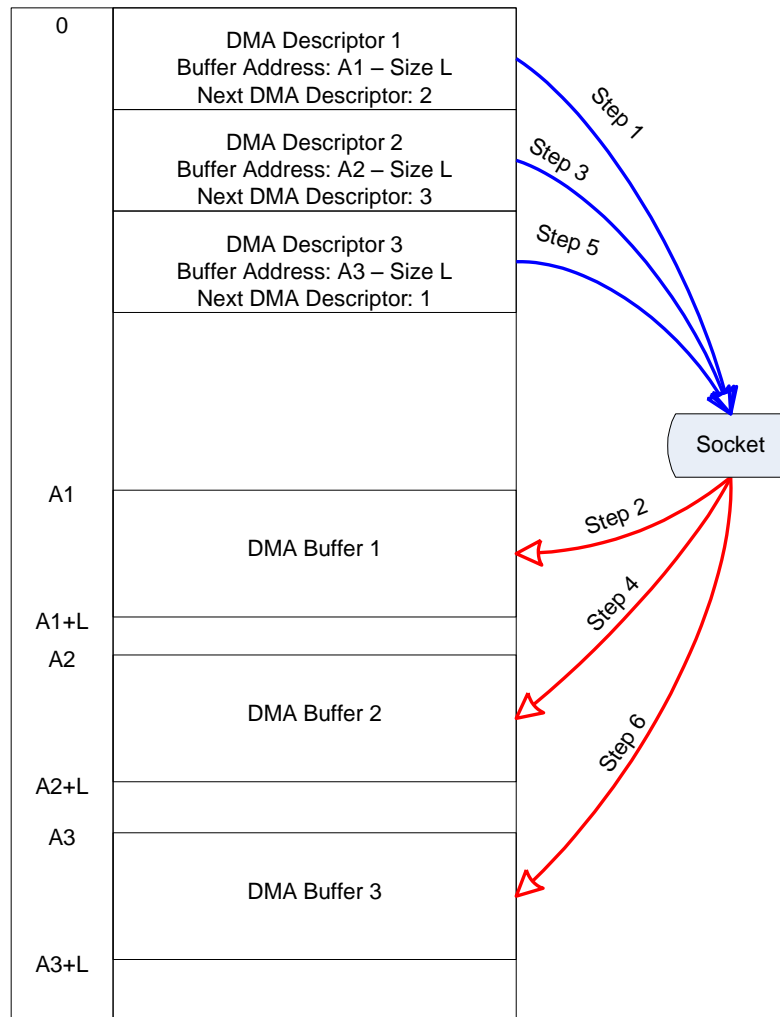 0
DMA Descriptor 1
Buffer Address: A1 – Size L
Next DMA Descriptor: 2
DMA Descriptor 2
Buffer Address: A2 – Size L
Next DMA Descriptor: 3
DMA Descriptor 3
Buffer Address: A3 – Size L
Next DMA Descriptor: 1
Step 1
Step 3
Step 5
Socket
A1
DMA Buffer 1
A1+L
A2
DMA Buffer 2
A2+L
A3
DMA Buffer 3
A3+L
Step 2
Step 4
Step 6